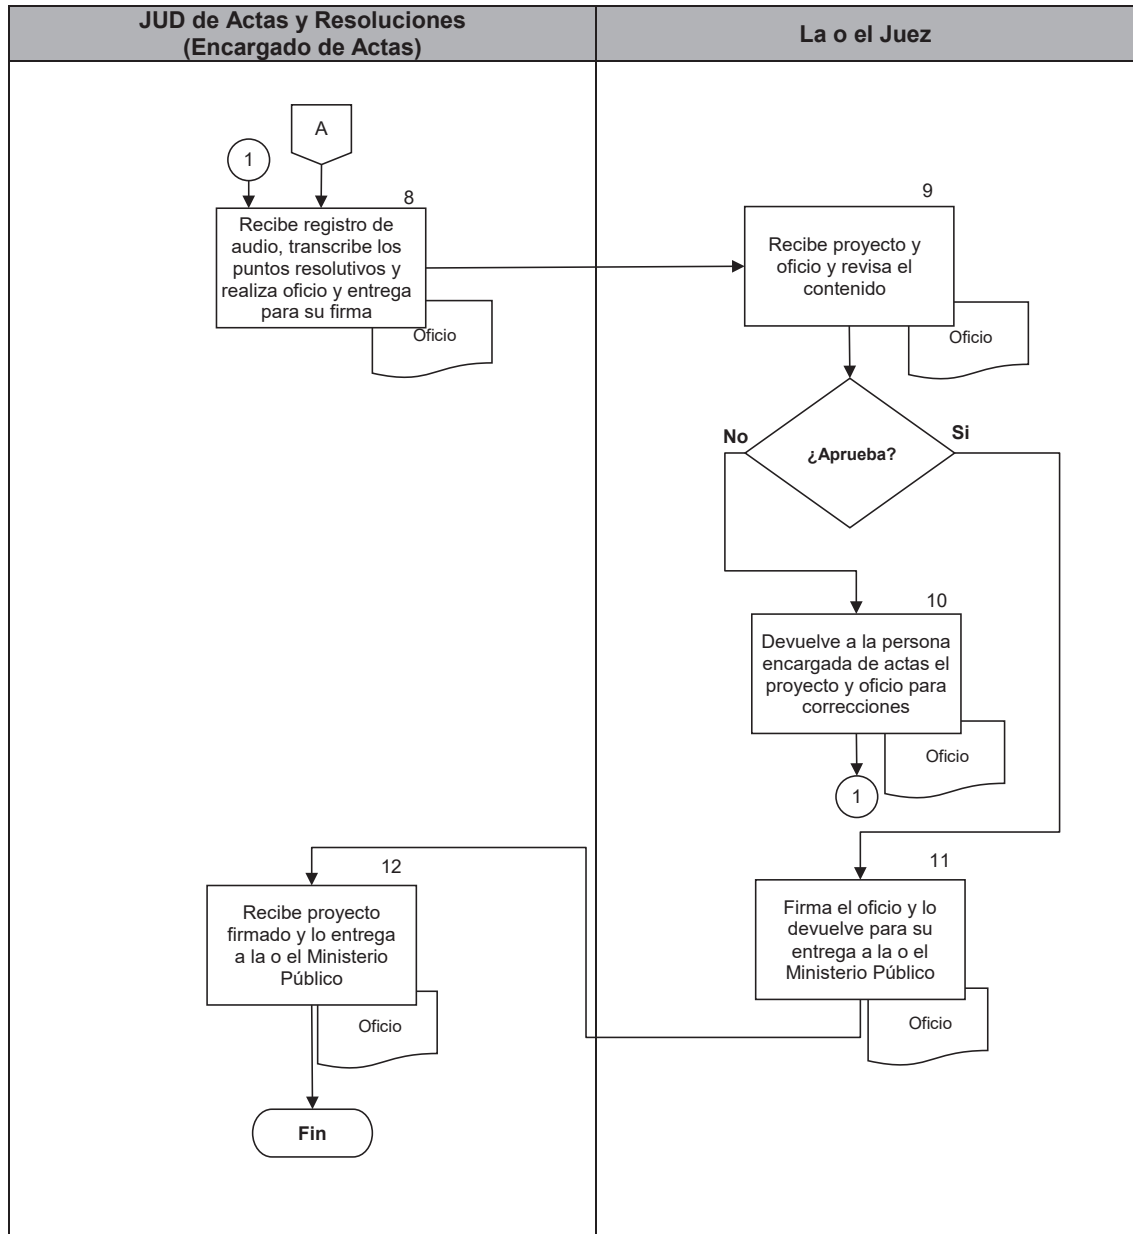 JUD de Actas y Resoluciones
(Encargado de Actas)
La o el Juez
A
1
8
Recibe registro de
audio, transcribe los
puntos resolutivos y
realiza oficio y entrega
para su firma
Oficio
9
Recibe proyecto y
oficio y revisa el
contenido
Oficio
No
¿Aprueba?
Si
10
Devuelve a la persona
encargada de actas el
proyecto y oficio para
correcciones
Oficio
1
11
Firma el oficio y lo
devuelve para su
entrega a la o el
Ministerio Público
Oficio
12
Recibe proyecto
firmado y lo entrega
a la o el Ministerio
Público
Oficio
Fin